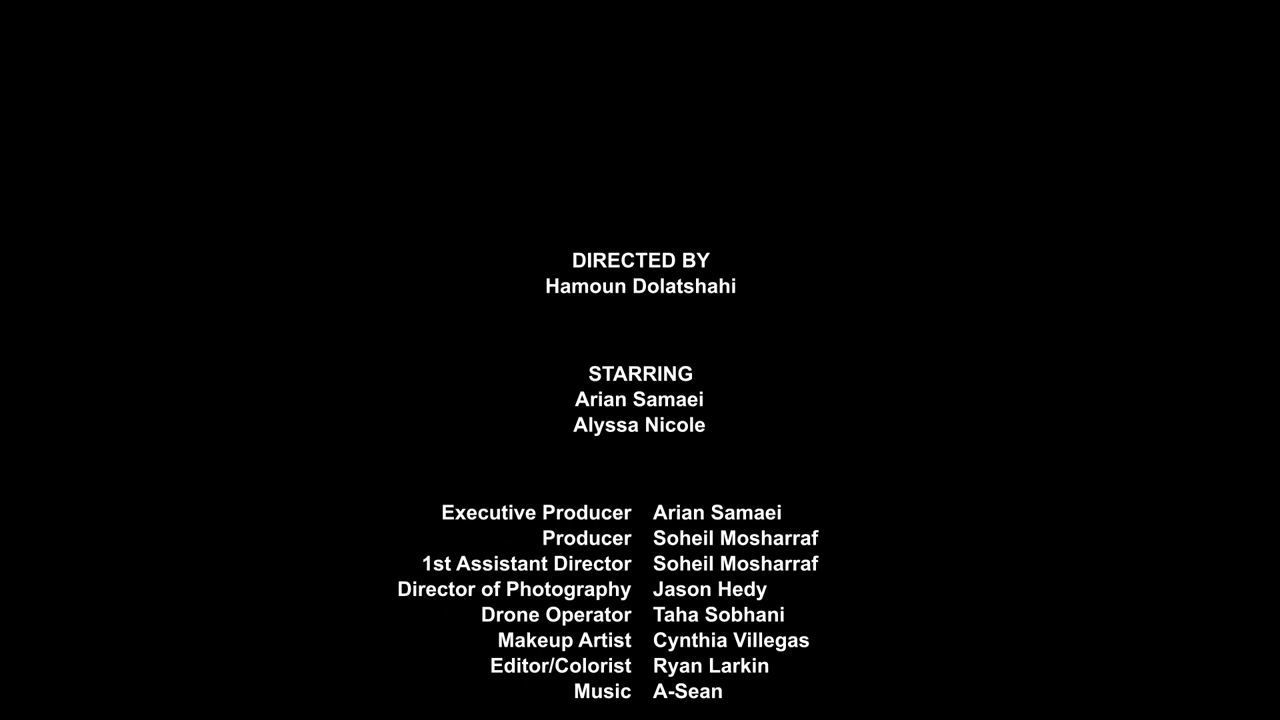 DIRECTED BY
Hamoun Dolatshahi
STARRING
Arian Samaei
Alyssa Nicole
Executive Producer Arian Samaei
Producer Soheil Mosharraf
1st Assistant Director Soheil Mosharraf
Director of Photography Jason Hedy
Drone Operator Taha Sobhani
Makeup Artist Cynthia Villegas
Editor/Colorist Ryan Larkin
Music A-Sean